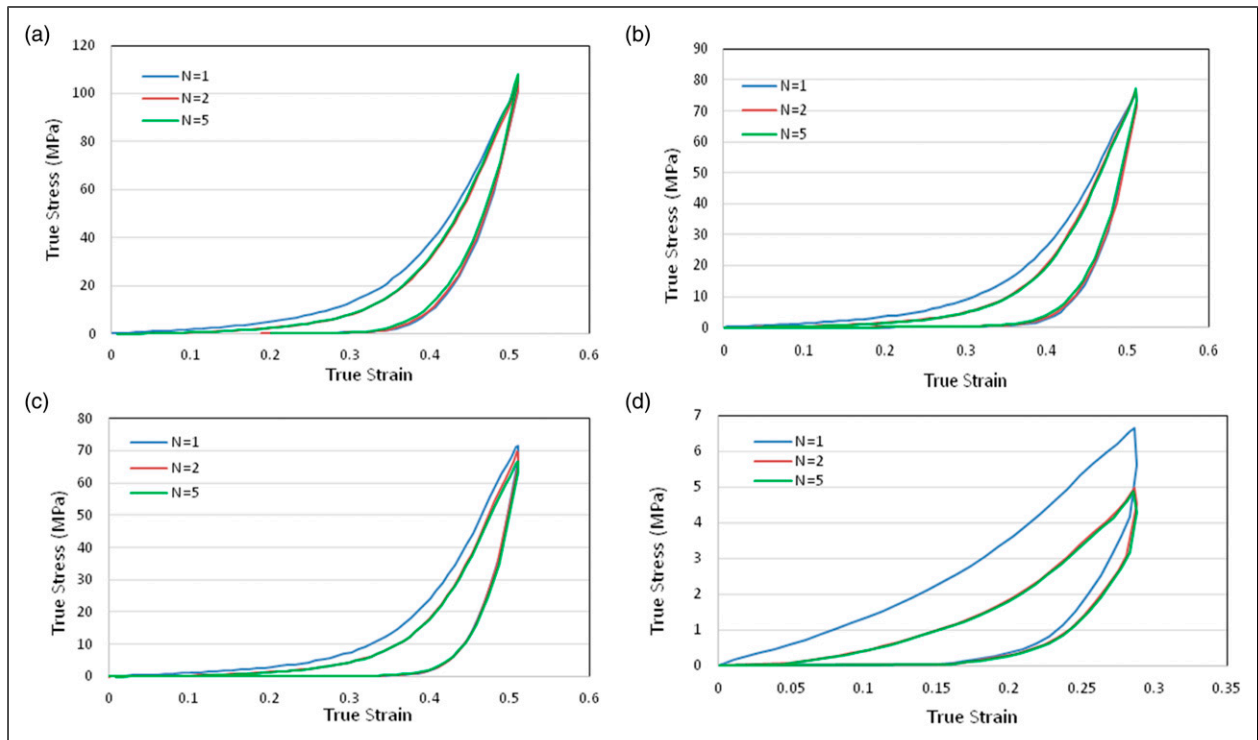 (a)
120
100
80
60
40
20
0
True Stress (MPa)
N=1
N=2
N=5
0 0.1 0.2 0.3 0.4 0.5 0.6
True Strain
(b)
90
80
70
60
50
40
30
20
10
0
True Stress (MPa)
N=1
N=2
N=5
0 0.1 0.2 0.3 0.4 0.5 0.6
True Strain
(c)
80
70
60
50
40
30
20
10
0
True Stress (MPa)
N=1
N=2
N=5
0 0.1 0.2 0.3 0.4 0.5 0.6
True Strain
(d)
7
6
5
4
3
2
1
0
True Stress (MPa)
N=1
N=2
N=5
0 0.05 0.1 0.15 0.2 0.25 0.3 0.35
True Strain